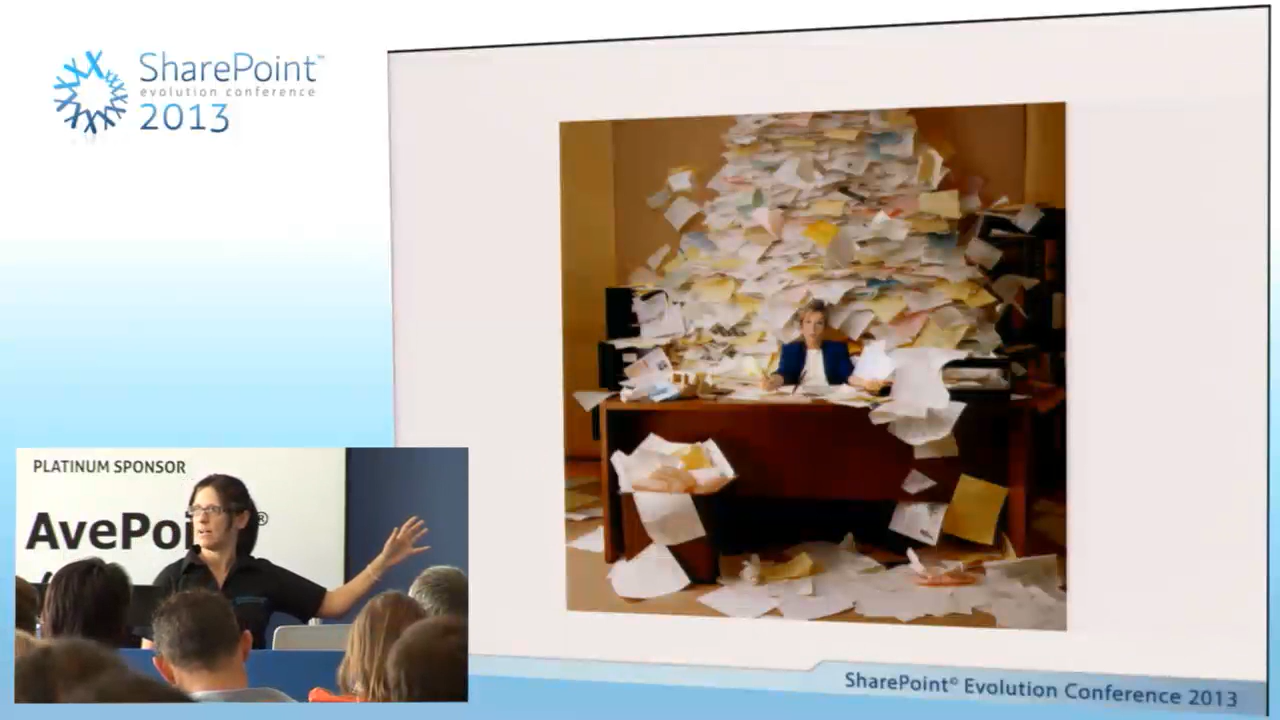 SharePoint™
evolution conference
2013
PLATINUM SPONSOR
AvePoi ®
SharePoint® Evolution Conference 2013